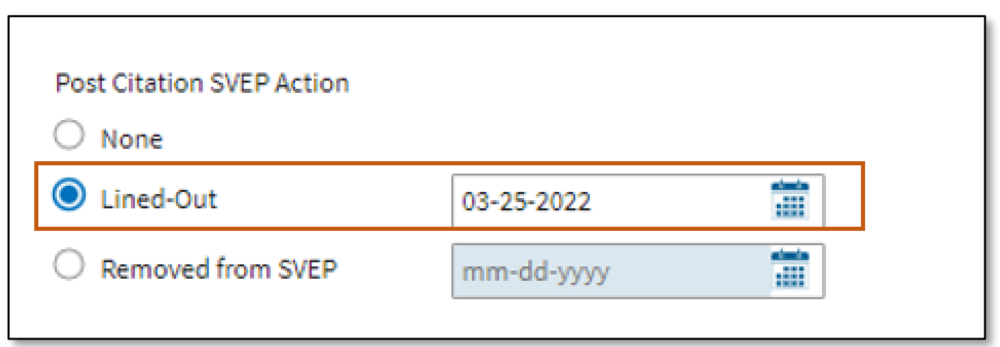 Post Citation SVEP Action
None
Lined-Out 03-25-2022
Removed from SVEP mm-dd-yyyy